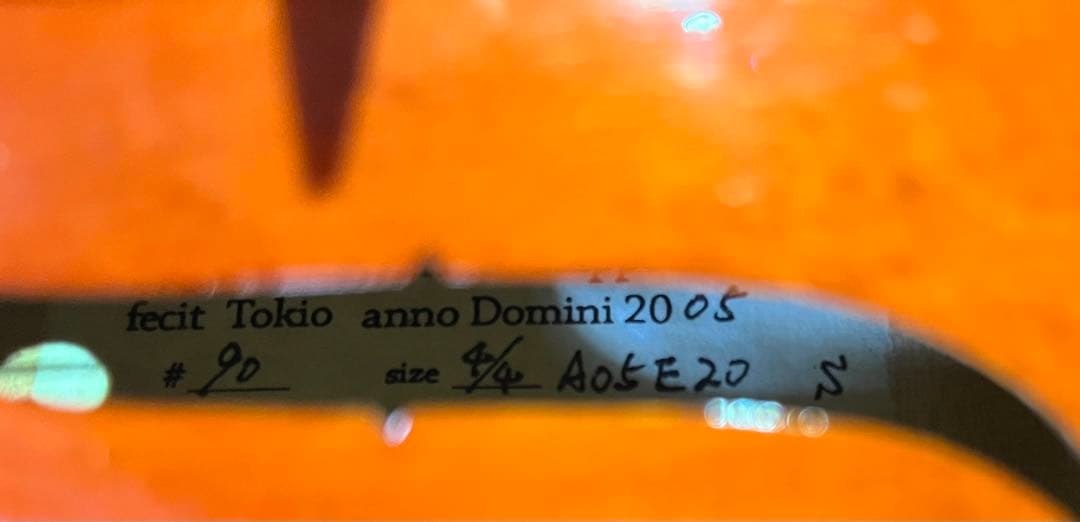 fecit Tokio anno Domini 2005
# 90 size 4/4 A05E20 S